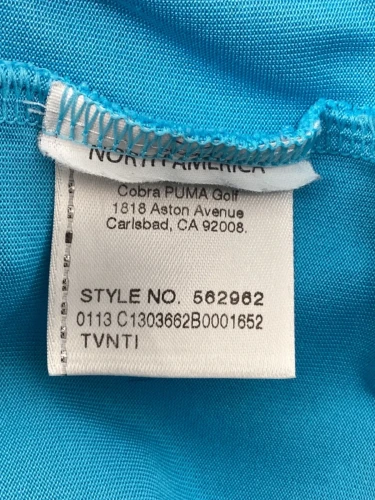 NORTH AMERICA
Cobra PUMA Golf
1818 Aston Avenue
Carlsbad, CA 92008.
STYLE NO. 562962
0113 C1303662B0001652
TVNTI